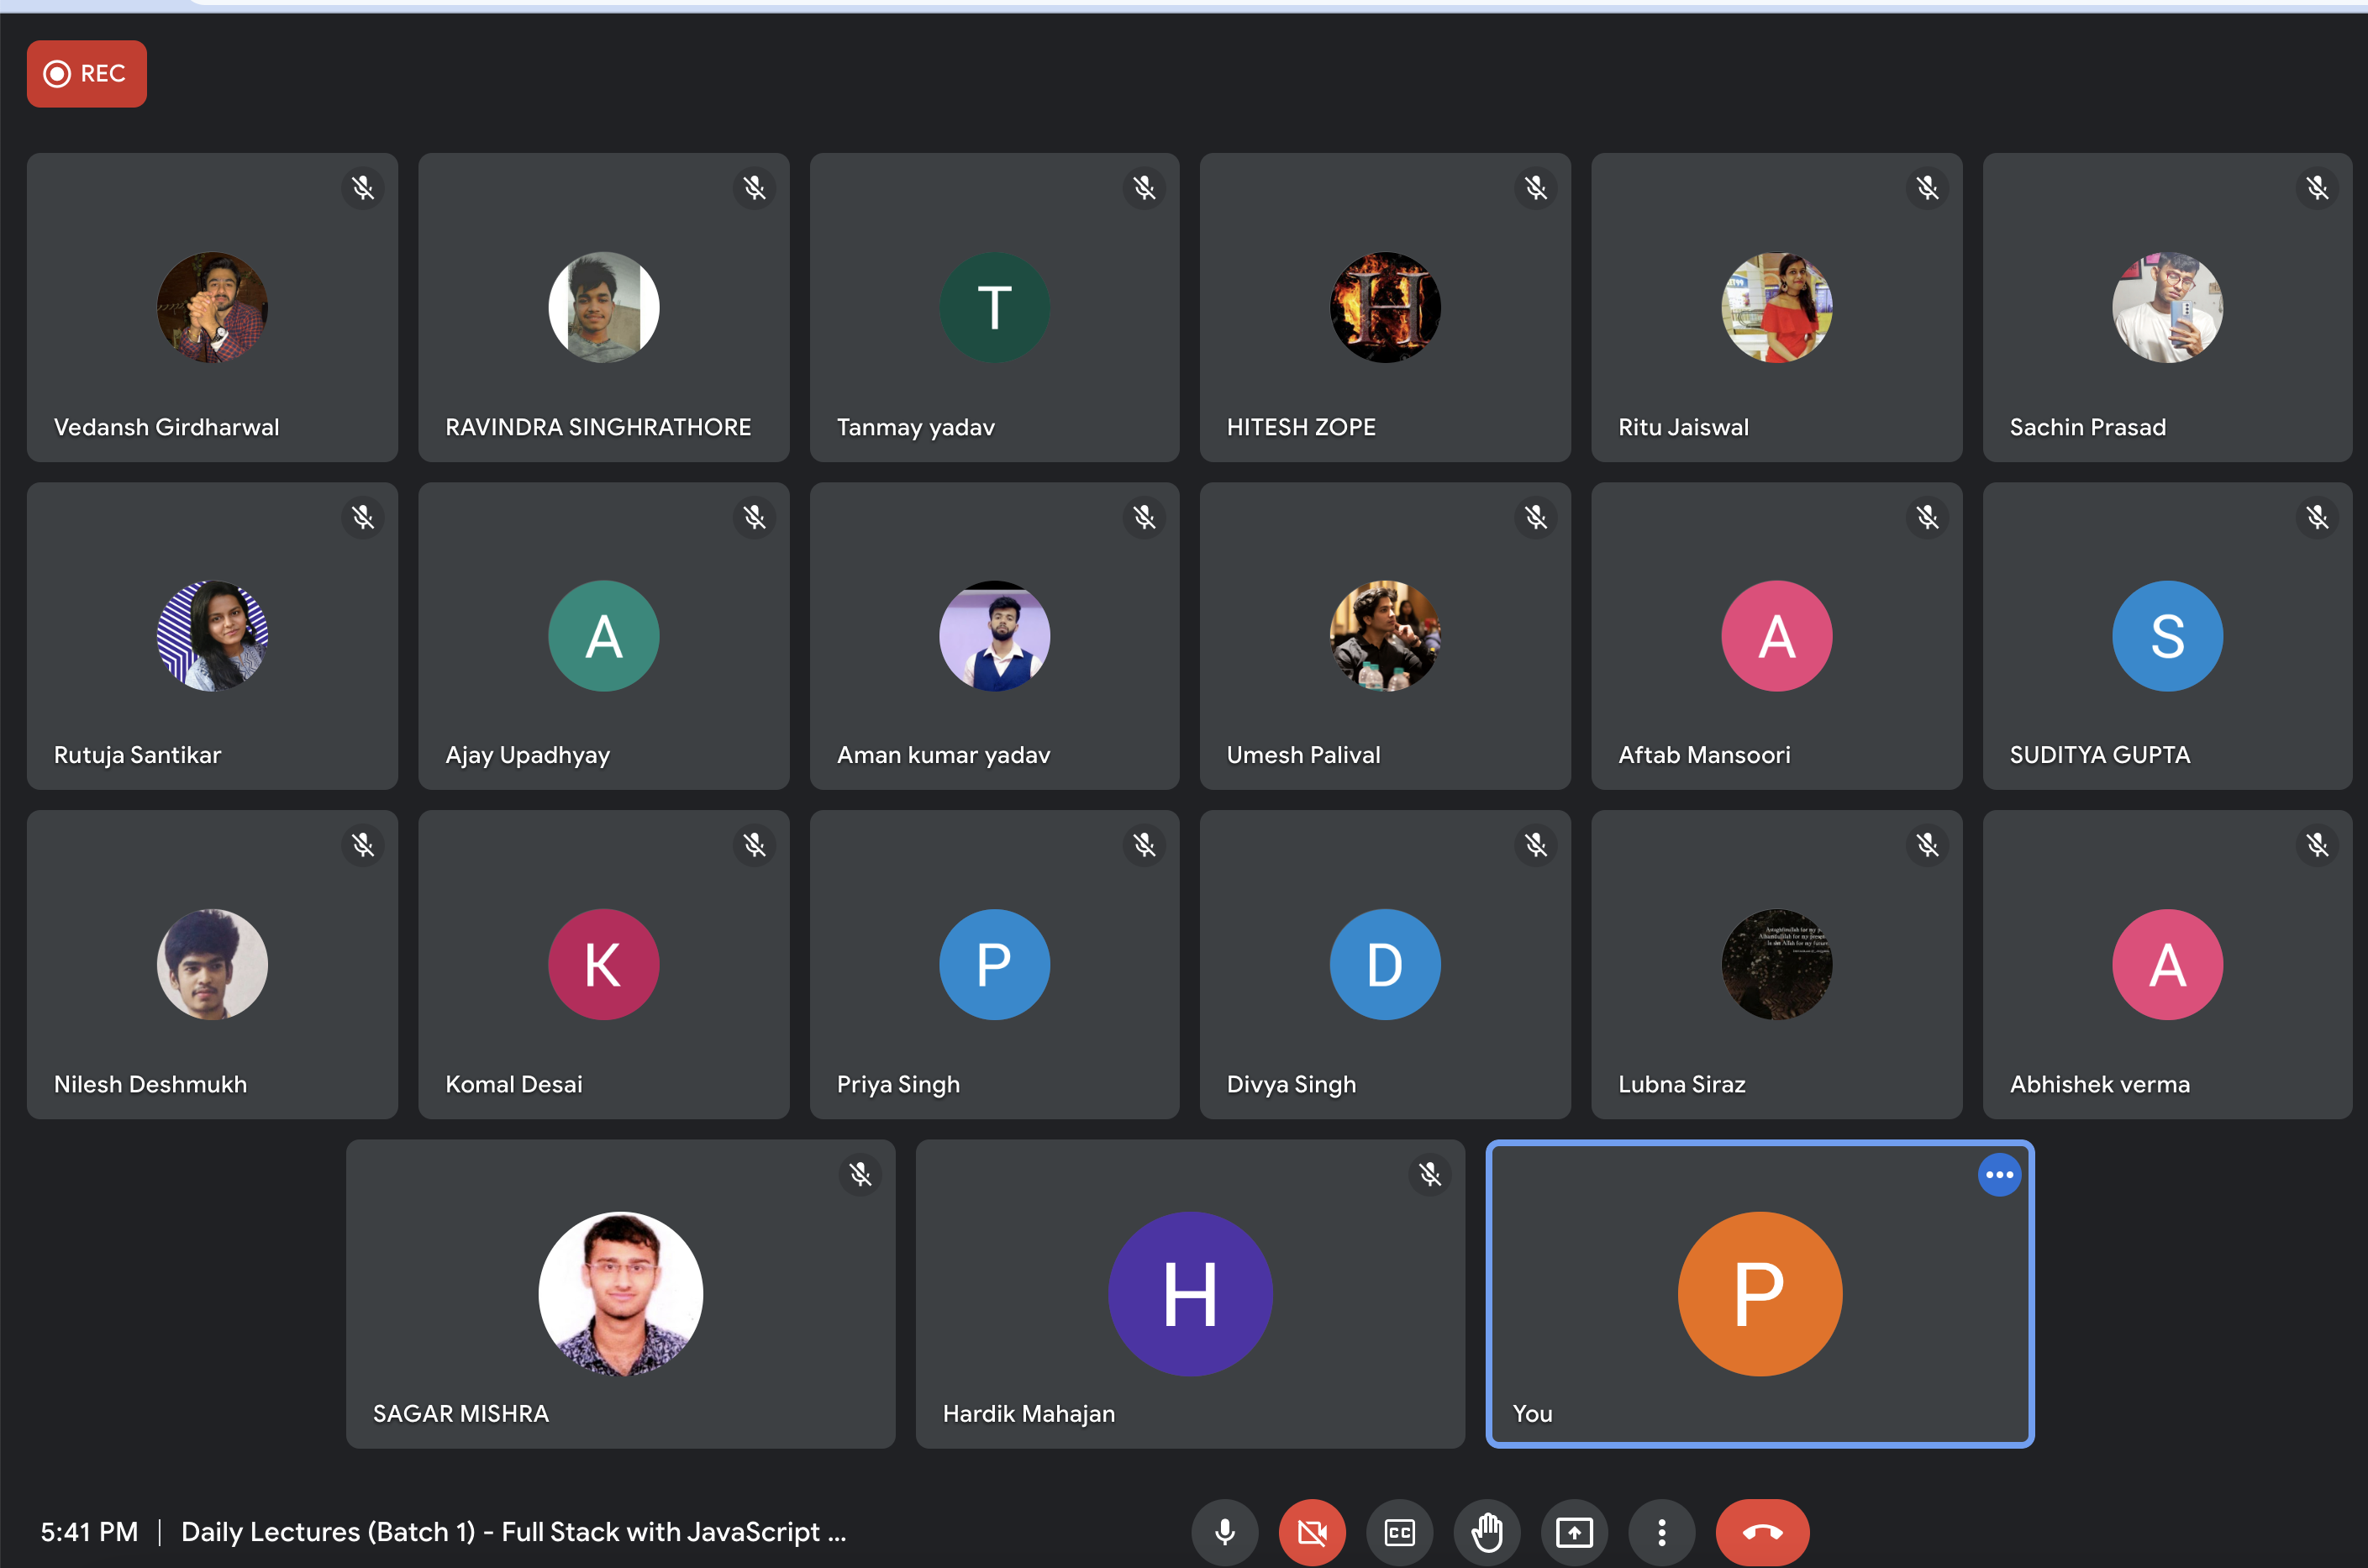 REC
Vedansh Girdharwal
RAVINDRA SINGHRATHORE
T
Tanmay yadav
H
HITESH ZOPE
Ritu Jaiswal
Sachin Prasad
Rutuja Santikar
A
Ajay Upadhyay
Aman kumar yadav
Umesh Palival
A
Aftab Mansoori
S
SUDITYA GUPTA
Nilesh Deshmukh
K
Komal Desai
P
Priya Singh
D
Divya Singh
Lubna Siraz
A
Abhishek verma
SAGAR MISHRA
H
Hardik Mahajan
P
You
5:41 PM | Daily Lectures (Batch 1) - Full Stack with JavaScript ...
CC